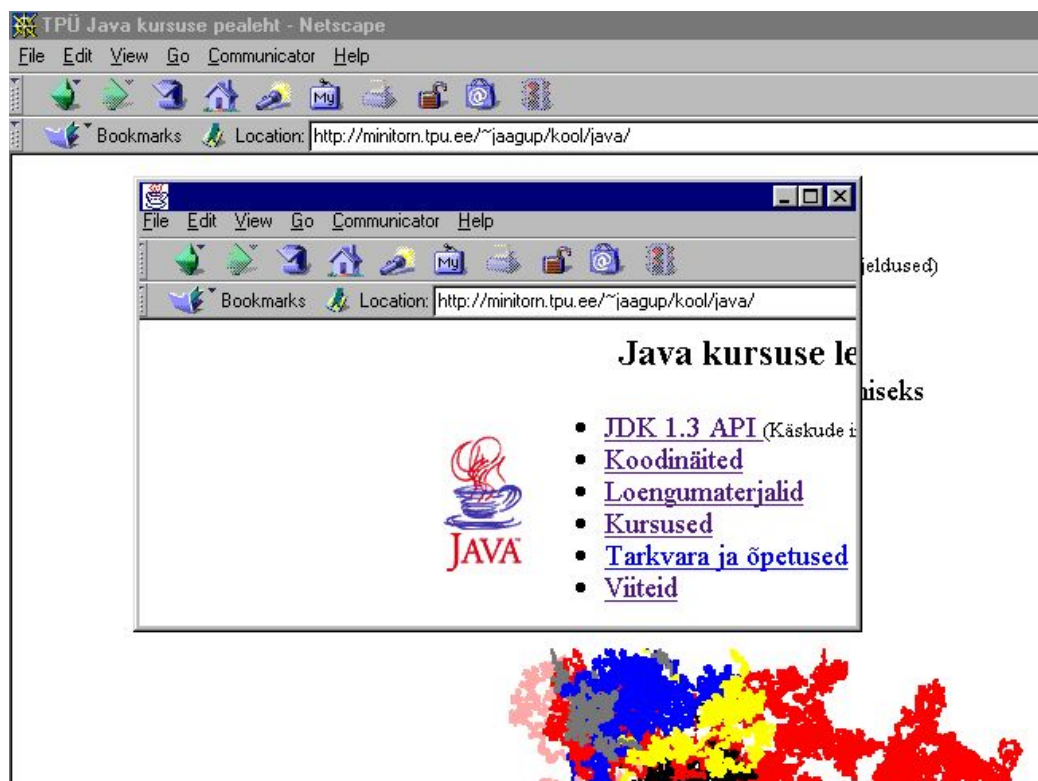 TPÜ Java kursuse pealeht - Netscape
File Edit View Go Communicator Help
My @
Bookmarks Location: http://minitorn.tpu.ee/~jaagup/kool/java/
File Edit View Go Communicator Help
My @
jeldused)
Bookmarks Location: http://minitorn.tpu.ee/~jaagup/kool/java/
Java kursuse le
niseks
JDK 1.3 API (Käskude i
Koodinäited
Loengumaterjalid
Kursused
Tarkvara ja õpetused
Viiteid
JAVA